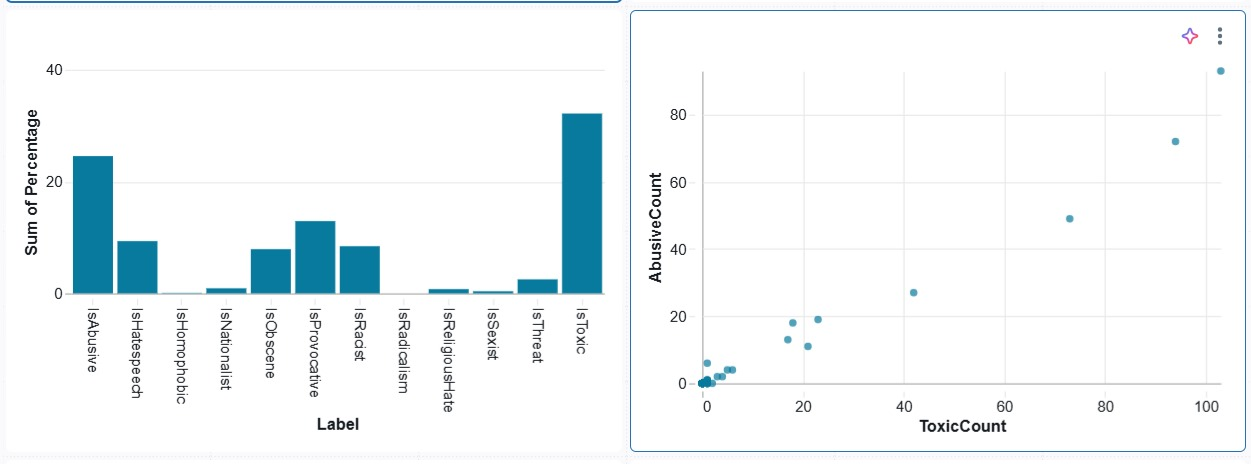 40
20
0
Sum of Percentage
IsAbusive
IsHatespeech
IsHomophobic
IsNationalist
IsObscene
IsProvocative
IsRacist
IsRadicalism
IsReligiousHate
IsSexist
IsThreat
IsToxic
Label
80
60
40
20
0
AbusiveCount
0 20 40 60 80 100
ToxicCount